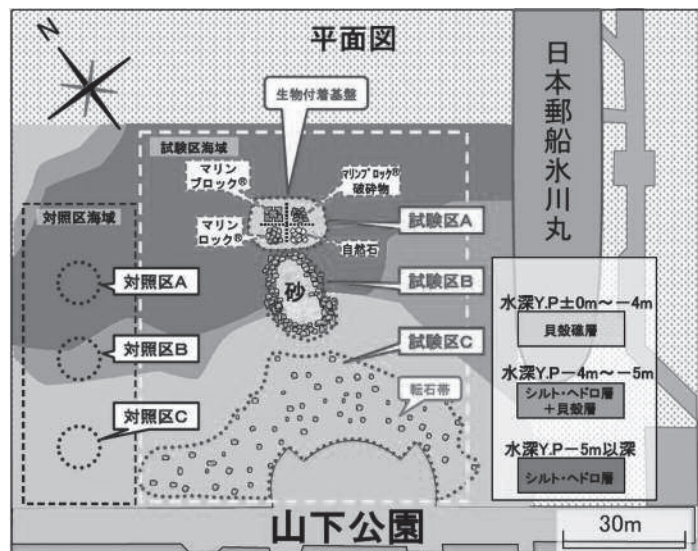 平面図
N
生物付着基盤
日本郵船氷川丸
試験区海域
マリン
ブロック®
マリンブロック®
破砕物
対照区海域
マリン
ロック®
自然石
試験区A
対照区A
砂
試験区B
対照区B
試験区C
対照区C
転石帯
水深Y.P±0m~-4m
貝殻礁層
水深Y.P-4m~-5m
シルト・ヘドロ層
+貝殻層
水深Y.P-5m以深
シルト・ヘドロ層
山下公園
30m